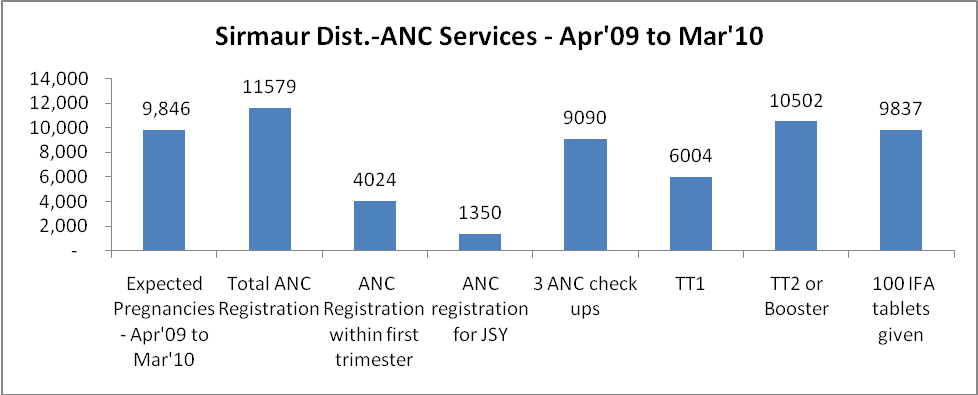 Sirmaur Dist.-ANC Services - Apr'09 to Mar'10
14,000
12,000
10,000
8,000
6,000
4,000
2,000
-
9,846
11579
4024
1350
9090
6004
10502
9837
Expected
Pregnancies
- Apr'09 to
Mar'10
Total ANC
Registration
ANC
Registration
within first
trimester
ANC
registration
for JSY
3 ANC check
ups
TT1
TT2 or
Booster
100 IFA
tablets
given